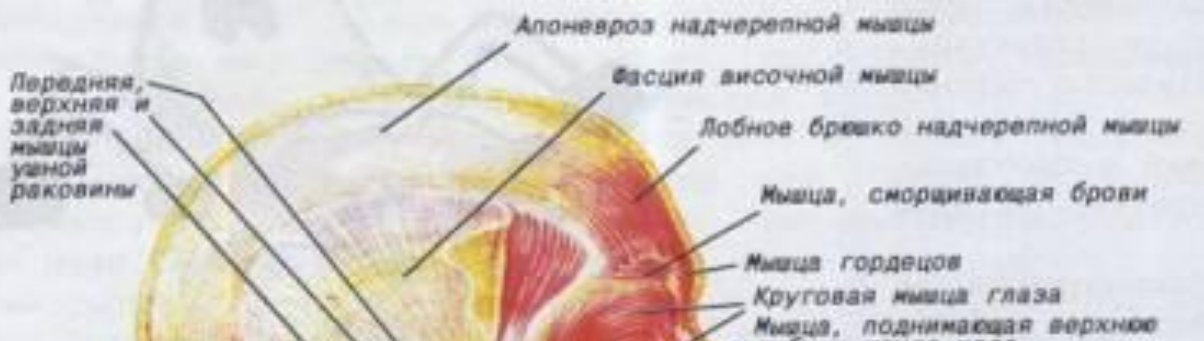 Апоневроз надчерепной мышцы
Передняя,
верхняя и
задняя
мышцы
ушной
раковины
Фасция височной мышцы
Лобное брюшко надчерепной мышцы
Мышца, сморщивающая брови
Мышца гордецов
Круговая мышца глаза
Мышца, поднимающая верхнюю